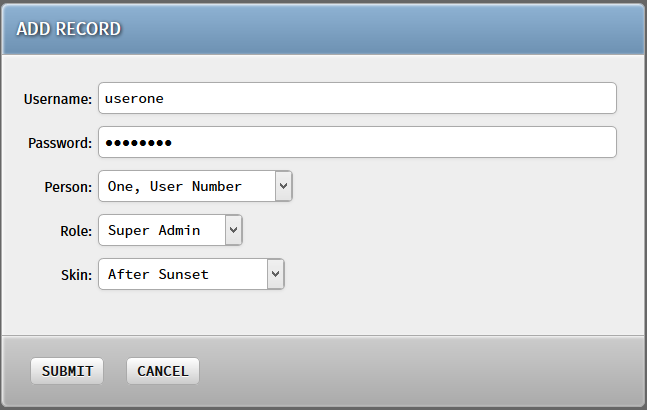 ADD RECORD
Username: userone
Password: ●●●●●●●●
Person: One, User Number
Role: Super Admin
Skin: After Sunset
SUBMIT CANCEL